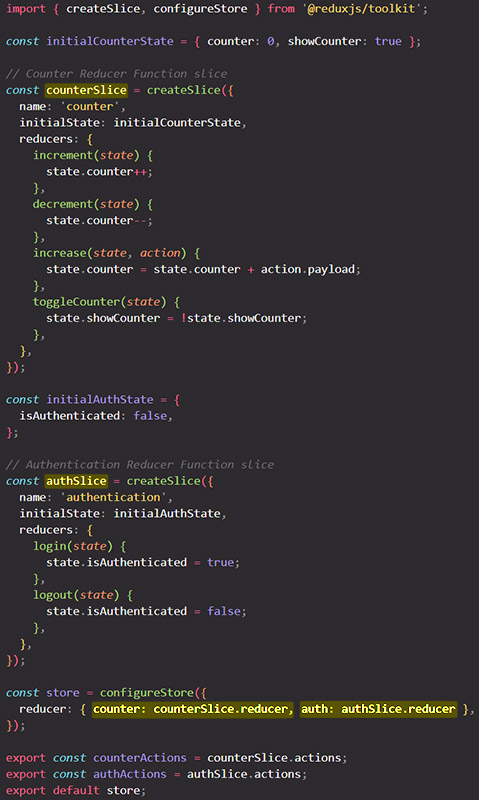 import { createSlice, configureStore } from '@reduxjs/toolkit';
const initialCounterState = { counter: 0, showCounter: true };
// Counter Reducer Function slice
const counterSlice = createSlice({
  name: 'counter',
  initialState: initialCounterState,
  reducers: {
    increment(state) {
      state.counter++;
    },
    decrement(state) {
      state.counter--;
    },
    increase(state, action) {
      state.counter = state.counter + action.payload;
    },
    toggleCounter(state) {
      state.showCounter = !state.showCounter;
    },
  },
});
const initialAuthState = {
  isAuthenticated: false,
};
// Authentication Reducer Function slice
const authSlice = createSlice({
  name: 'authentication',
  initialState: initialAuthState,
  reducers: {
    login(state) {
      state.isAuthenticated = true;
    },
    logout(state) {
      state.isAuthenticated = false;
    },
  },
});
const store = configureStore({
  reducer: { counter: counterSlice.reducer, auth: authSlice.reducer },
});
export const counterActions = counterSlice.actions;
export const authActions = authSlice.actions;
export default store;